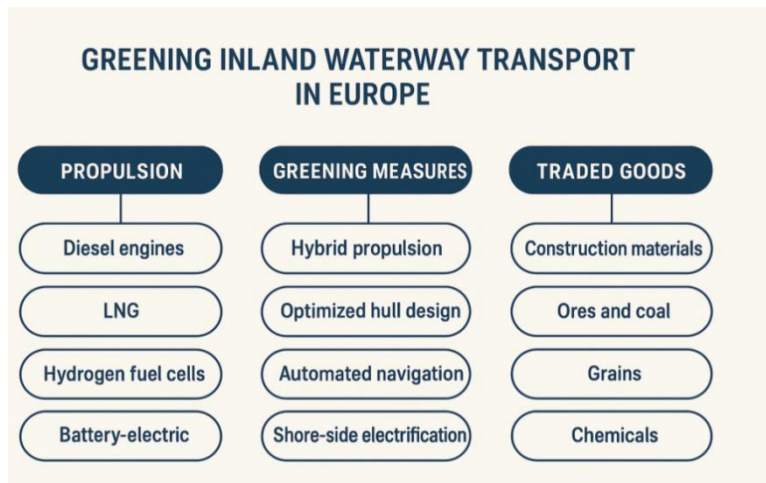 GREENING INLAND WATERWAY TRANSPORT
IN EUROPE
PROPULSION
Diesel engines
LNG
Hydrogen fuel cells
Battery-electric
GREENING MEASURES
Hybrid propulsion
Optimized hull design
Automated navigation
Shore-side electrification
TRADED GOODS
Construction materials
Ores and coal
Grains
Chemicals